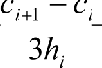 c_{i+1} − c_i
3h_i